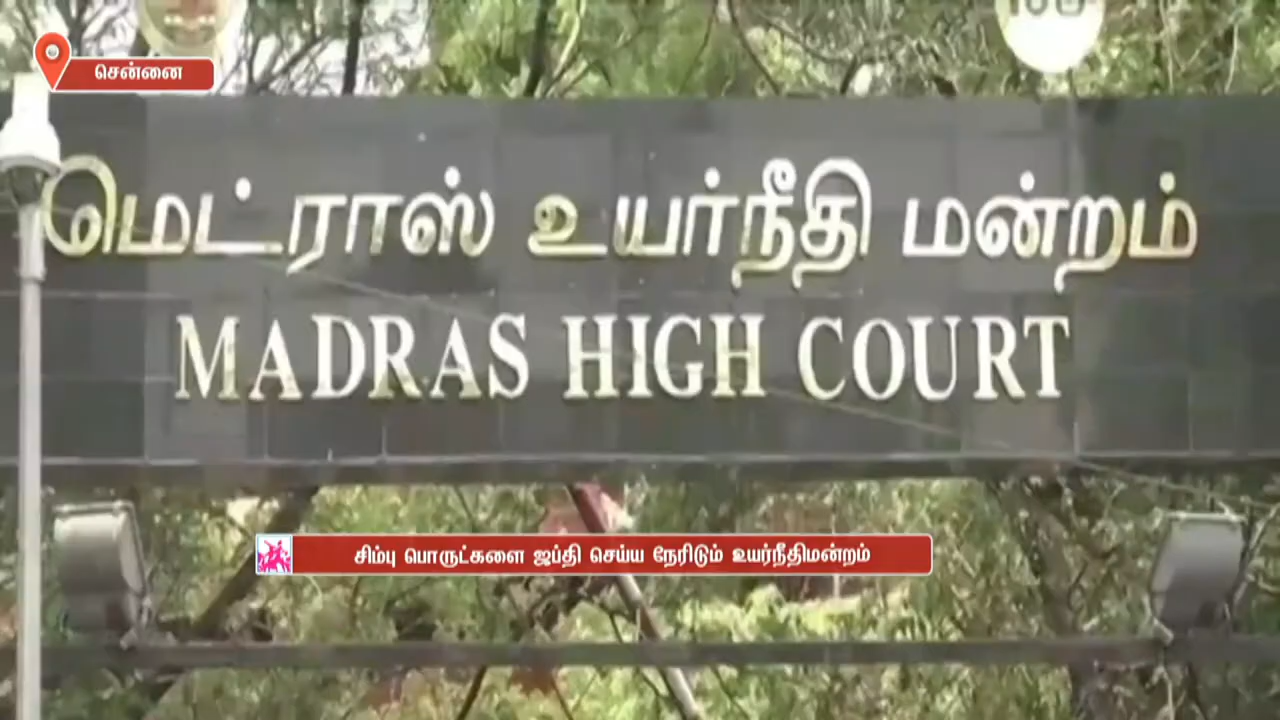 சென்னை
மெட்ராஸ் உயர்நீதி மன்றம்
MADRAS HIGH COURT
சிம்பு பொருட்களை ஜப்தி செய்ய நேரிடும் உயர்நீதிமன்றம்